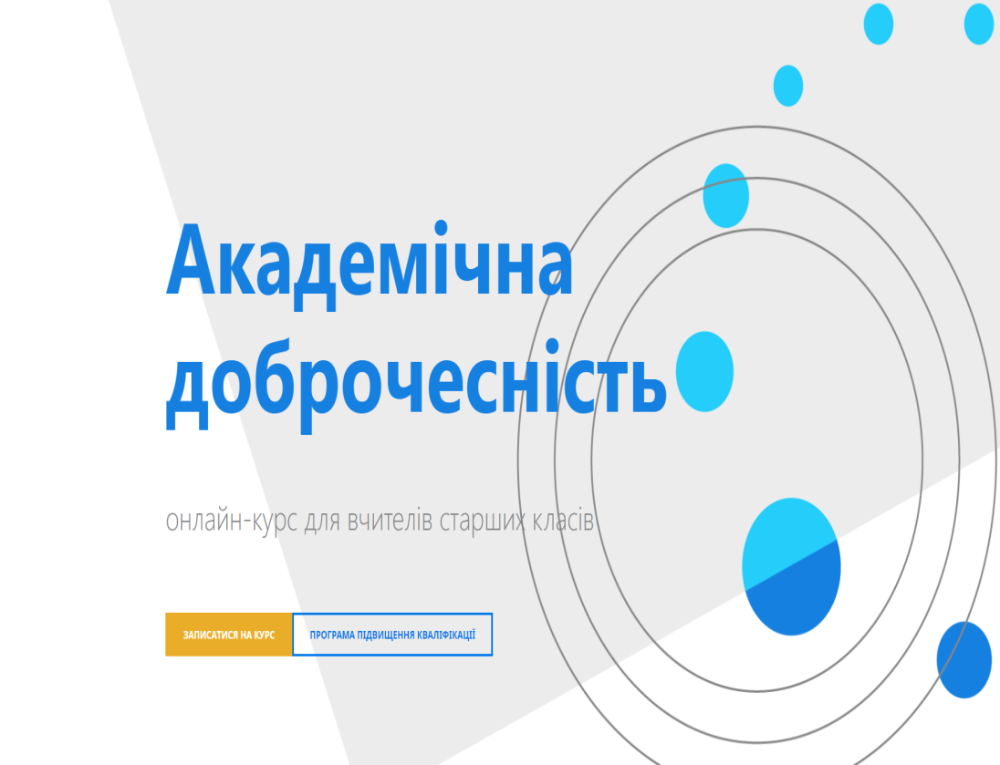 Академічна
доброчесність
онлайн-курс для вчителів старших класів
ЗАПИСАТИСЯ НА КУРС
ПРОГРАМА ПІДВИЩЕННЯ КВАЛІФІКАЦІЇ